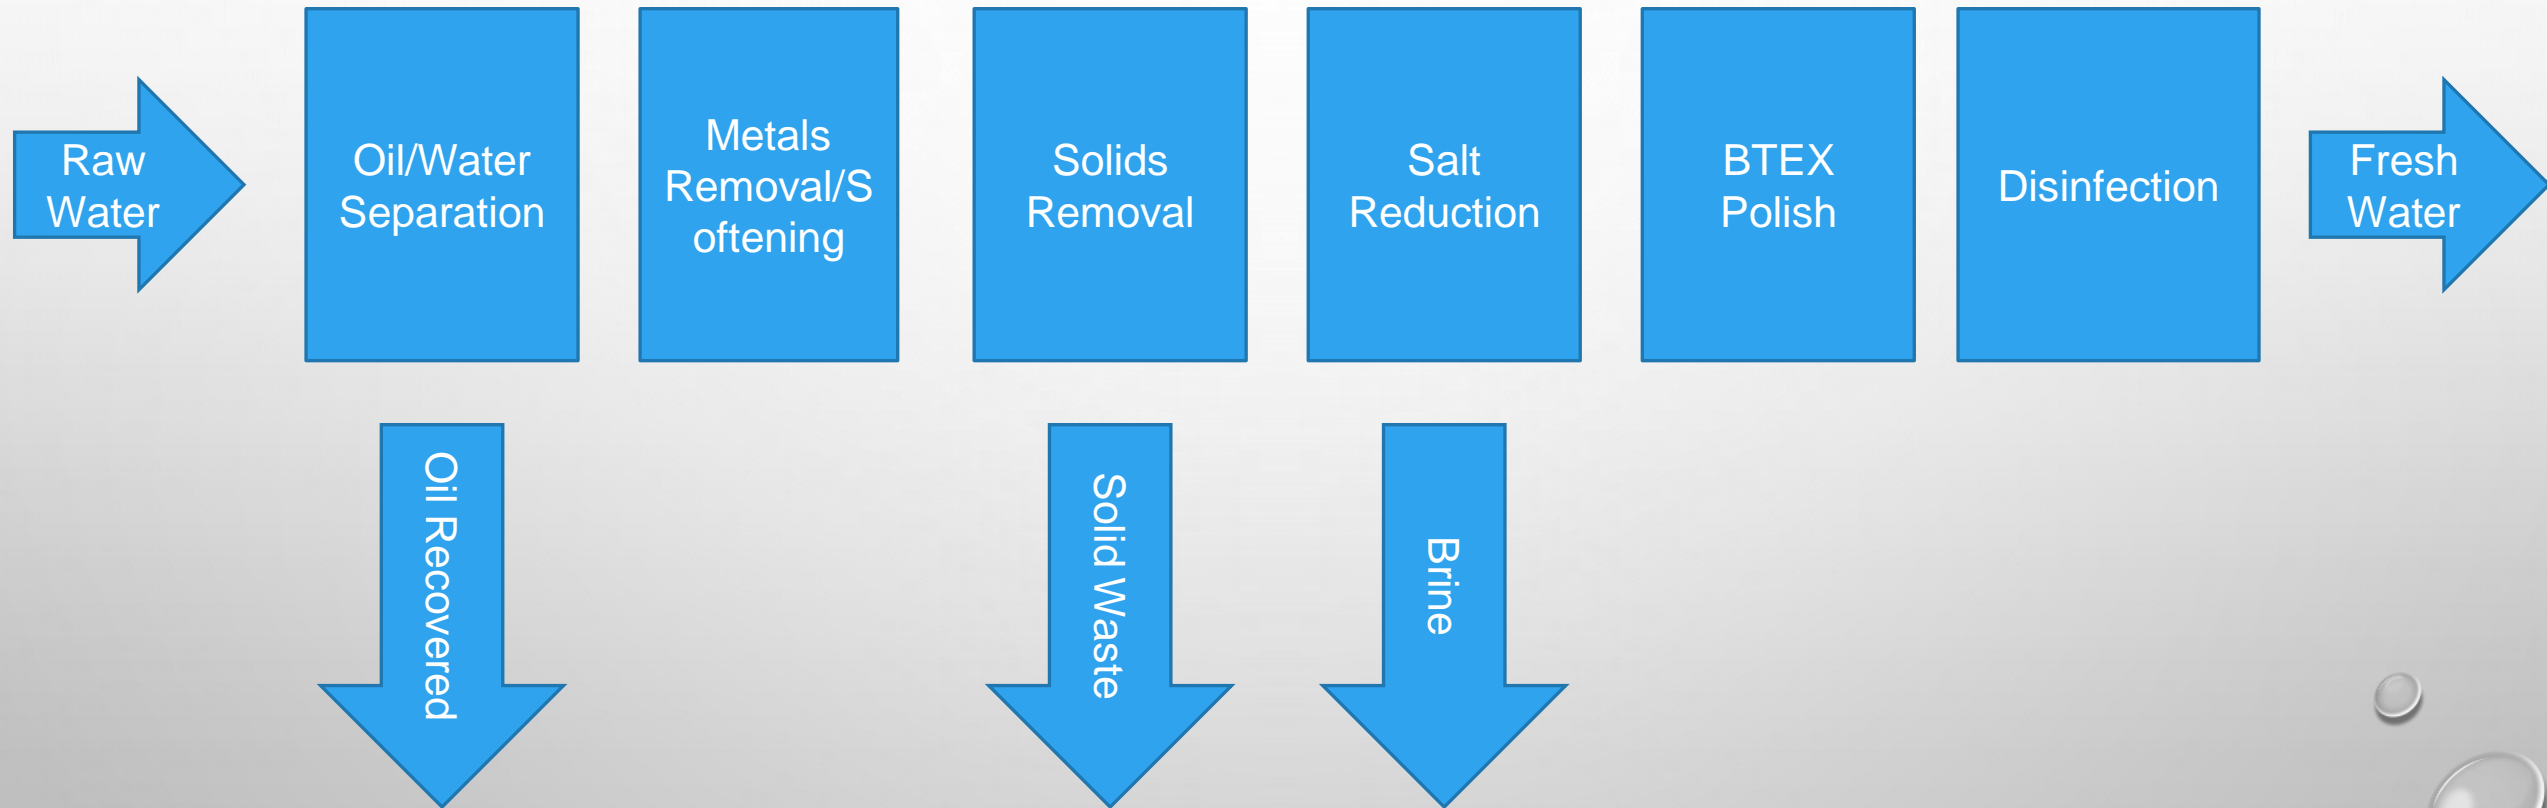 Raw
Water
Oil/Water
Separation
Metals
Removal/S
oftening
Solids
Removal
Salt
Reduction
BTEX
Polish
Disinfection
Fresh
Water
Oil Recovered
Solid Waste
Brine